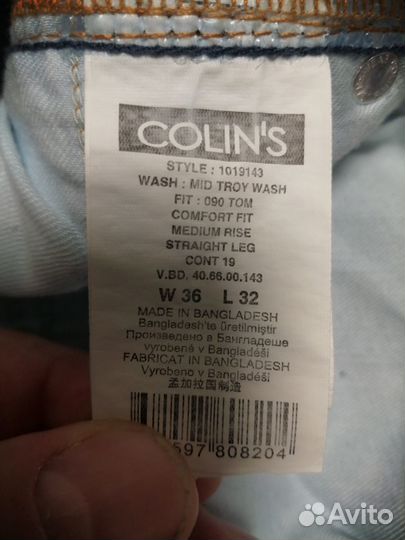 COLIN'S
STYLE : 1019143
WASH : MID TROY WASH
FIT : 090 TOM
COMFORT FIT
MEDIUM RISE
STRAIGHT LEG
CONT 19
V.BD. 40.66.00.143
W 36 L 32
MADE IN BANGLADESH
Bangladesh'te üretilmiştir
Произведено в Бангладеше
vyrobené v Bangladéši
FABRICAT IN BANGLADESH
Vyrobeno v Bangladéši
孟加拉国制造
597 808204
Avito